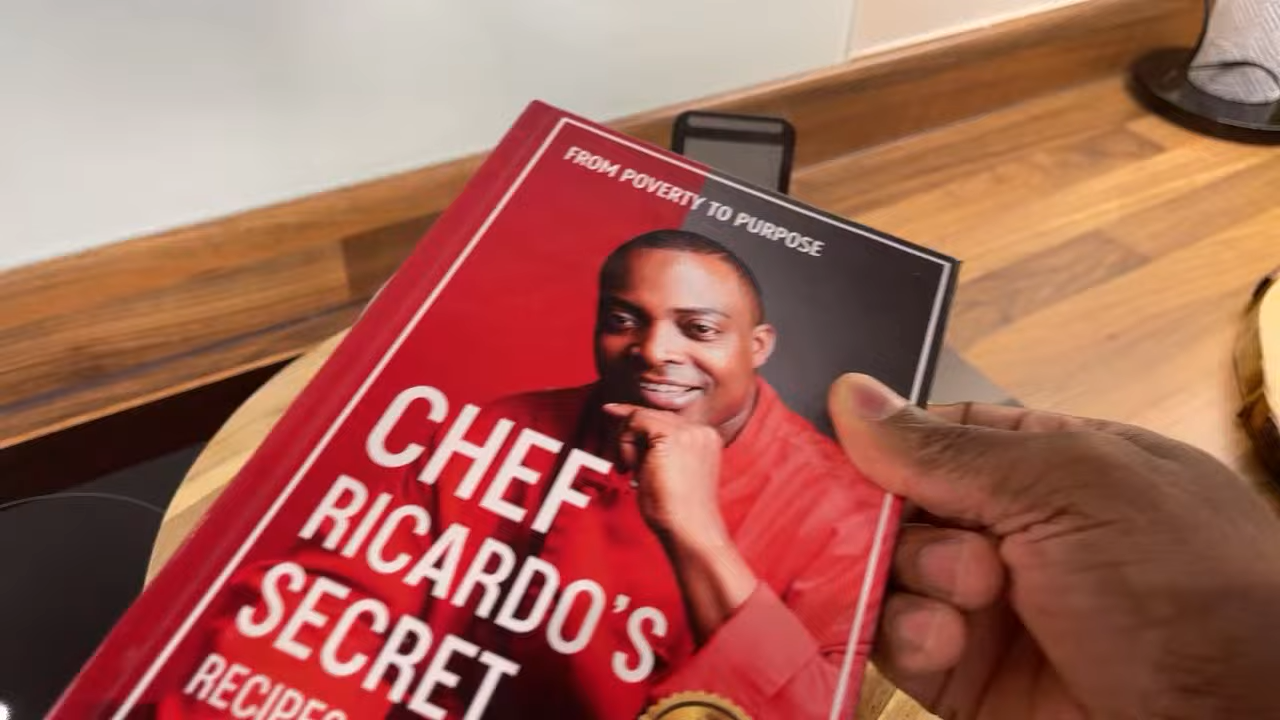 FROM POVERTY TO PURPOSE
CHEF
RICARDO'S
SECRET
RECIPES